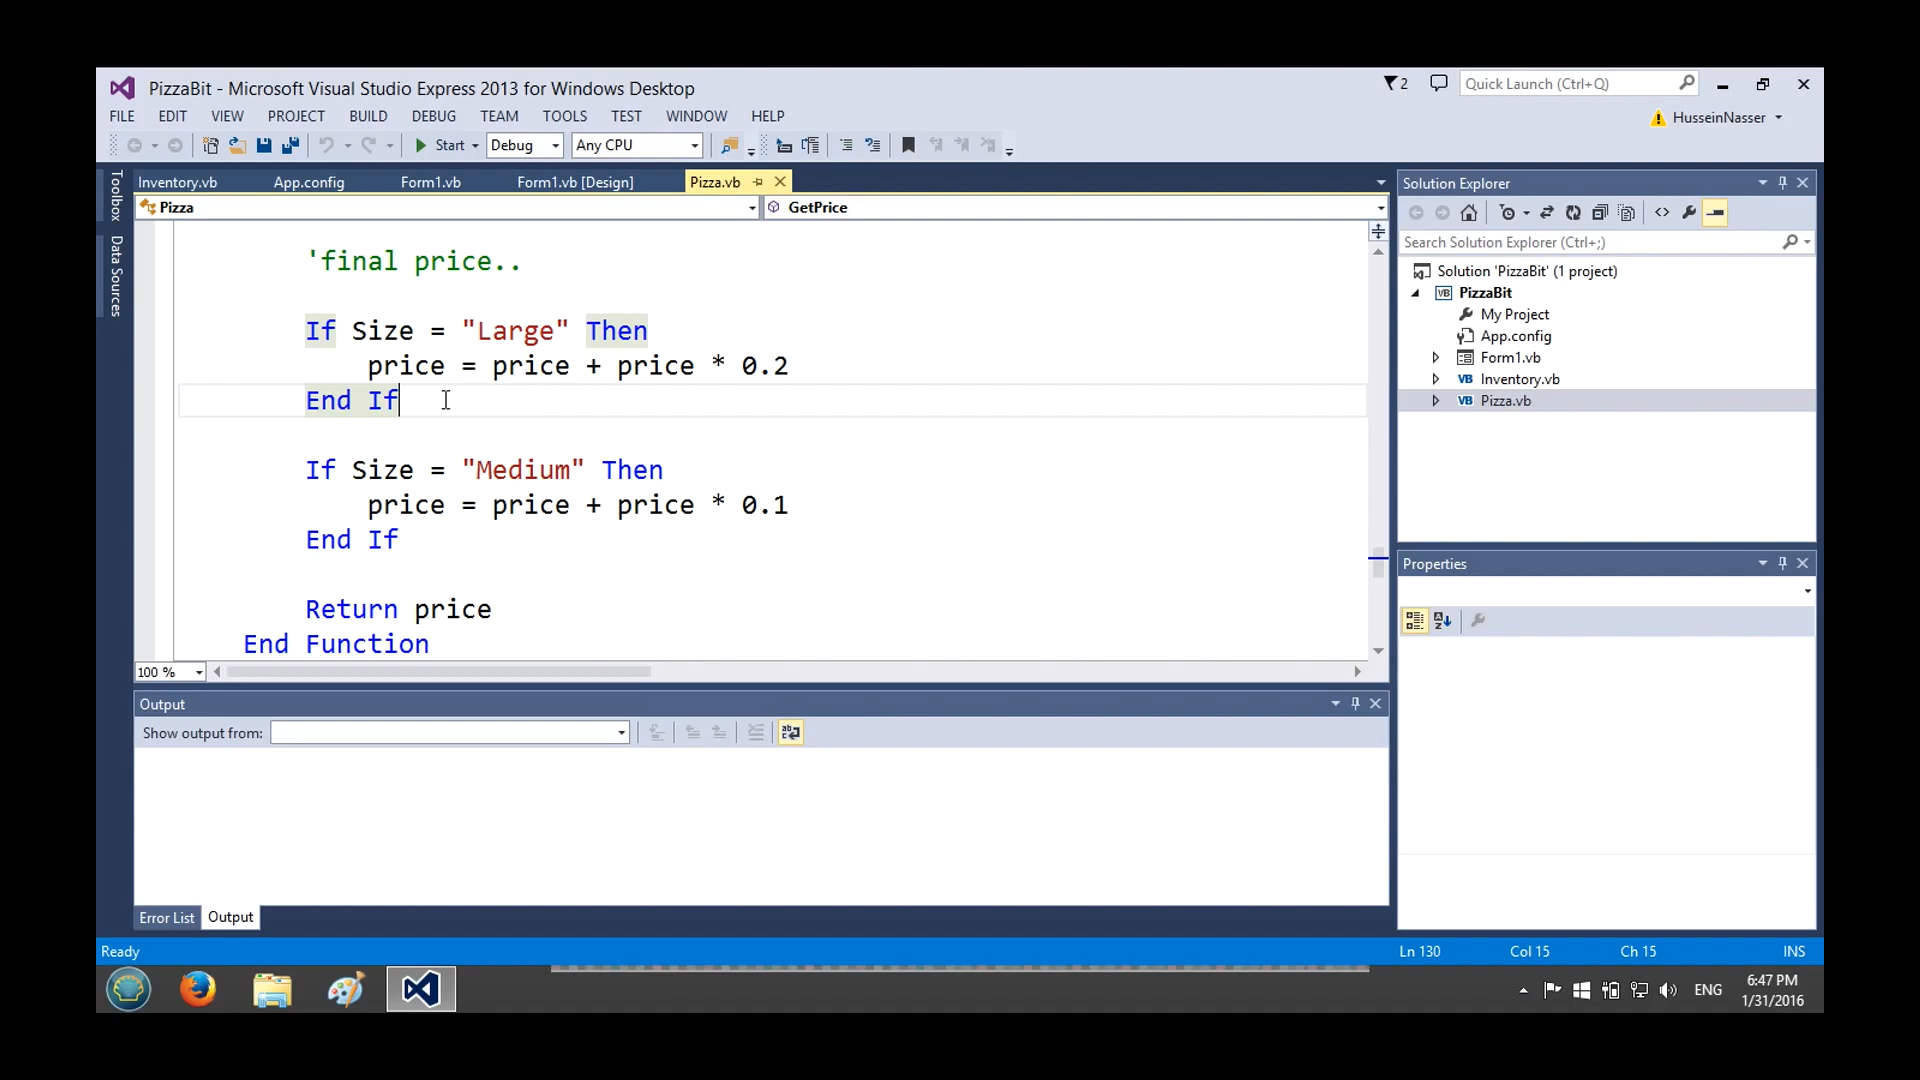 PizzaBit - Microsoft Visual Studio Express 2013 for Windows Desktop
2
Quick Launch (Ctrl+Q)
FILE EDIT VIEW PROJECT BUILD DEBUG TEAM TOOLS TEST WINDOW HELP
HusseinNasser
Start Debug Any CPU
Toolbox
Data Sources
Inventory.vb App.config Form1.vb Form1.vb [Design] Pizza.vb
Pizza GetPrice
'final price..
If Size = "Large" Then
price = price + price * 0.2
End If
If Size = "Medium" Then
price = price + price * 0.1
End If
Return price
End Function
100 %
Output
Show output from:
Error List Output
Solution Explorer
Search Solution Explorer (Ctrl+;)
Solution 'PizzaBit' (1 project)
VB PizzaBit
My Project
App.config
Form1.vb
VB Inventory.vb
VB Pizza.vb
Properties
Ready Ln 130 Col 15 Ch 15 INS
ENG
6:47 PM
1/31/2016